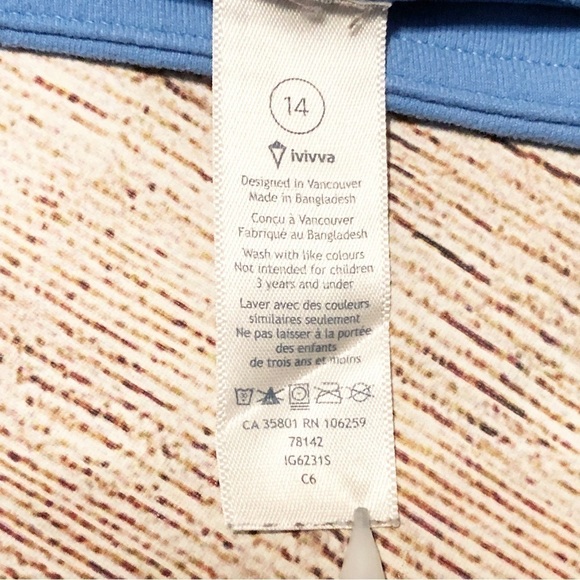 14
ivivva
Designed in Vancouver
Made in Bangladesh
Conçu à Vancouver
Fabriqué au Bangladesh
Wash with like colours
Not intended for children
3 years and under
Laver avec des couleurs
similaires seulement
Ne pas laisser à la portée
des enfants
de trois ans et moins
CA 35801 RN 106259
78142
IG6231S
C6